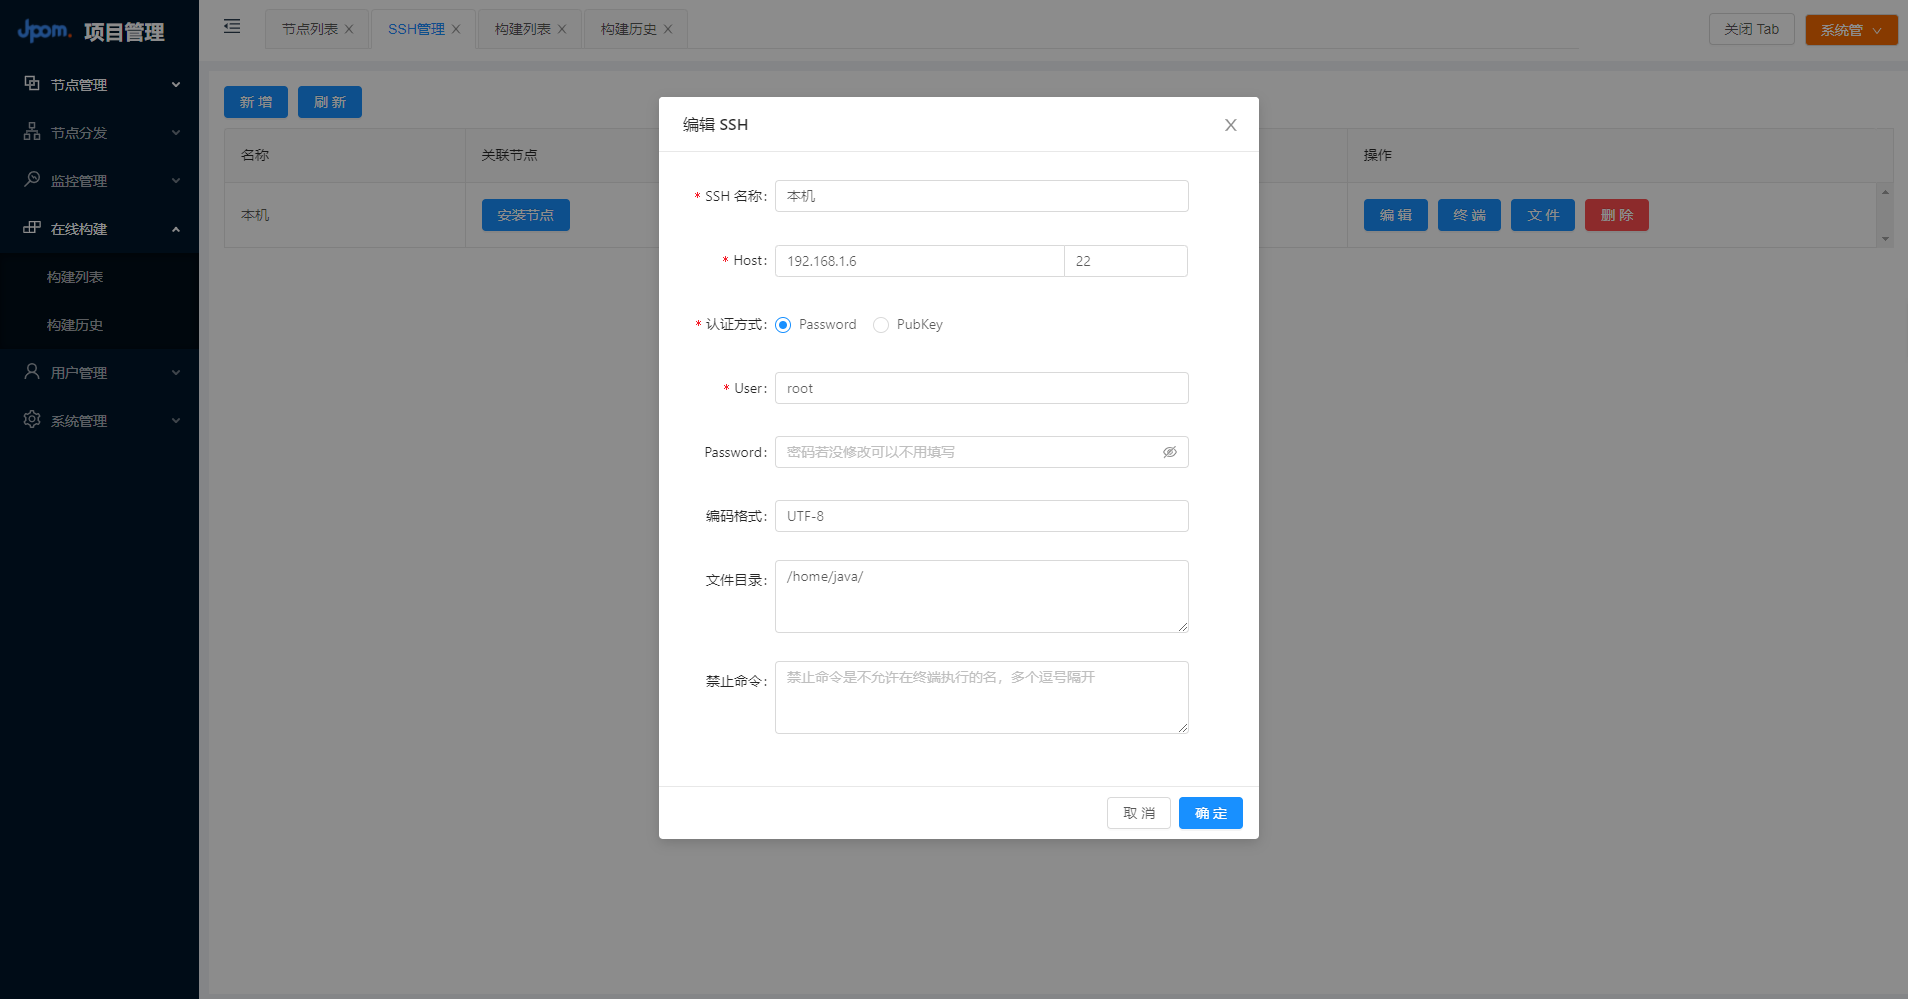 Jpom. 项目管理
节点管理
节点分发
监控管理
在线构建
构建列表
构建历史
用户管理
系统管理
节点列表
SSH管理
构建列表
构建历史
关闭 Tab
系统管
新 增
刷 新
名称
关联节点
操作
本机
安装节点
编 辑
终 端
文 件
删 除
编辑 SSH
* SSH 名称: 本机
* Host: 192.168.1.6 22
* 认证方式: Password PubKey
* User: root
Password: 密码若没修改可以不用填写
编码格式: UTF-8
文件目录: /home/java/
禁止命令: 禁止命令是不允许在终端执行的名，多个逗号隔开
取 消
确 定